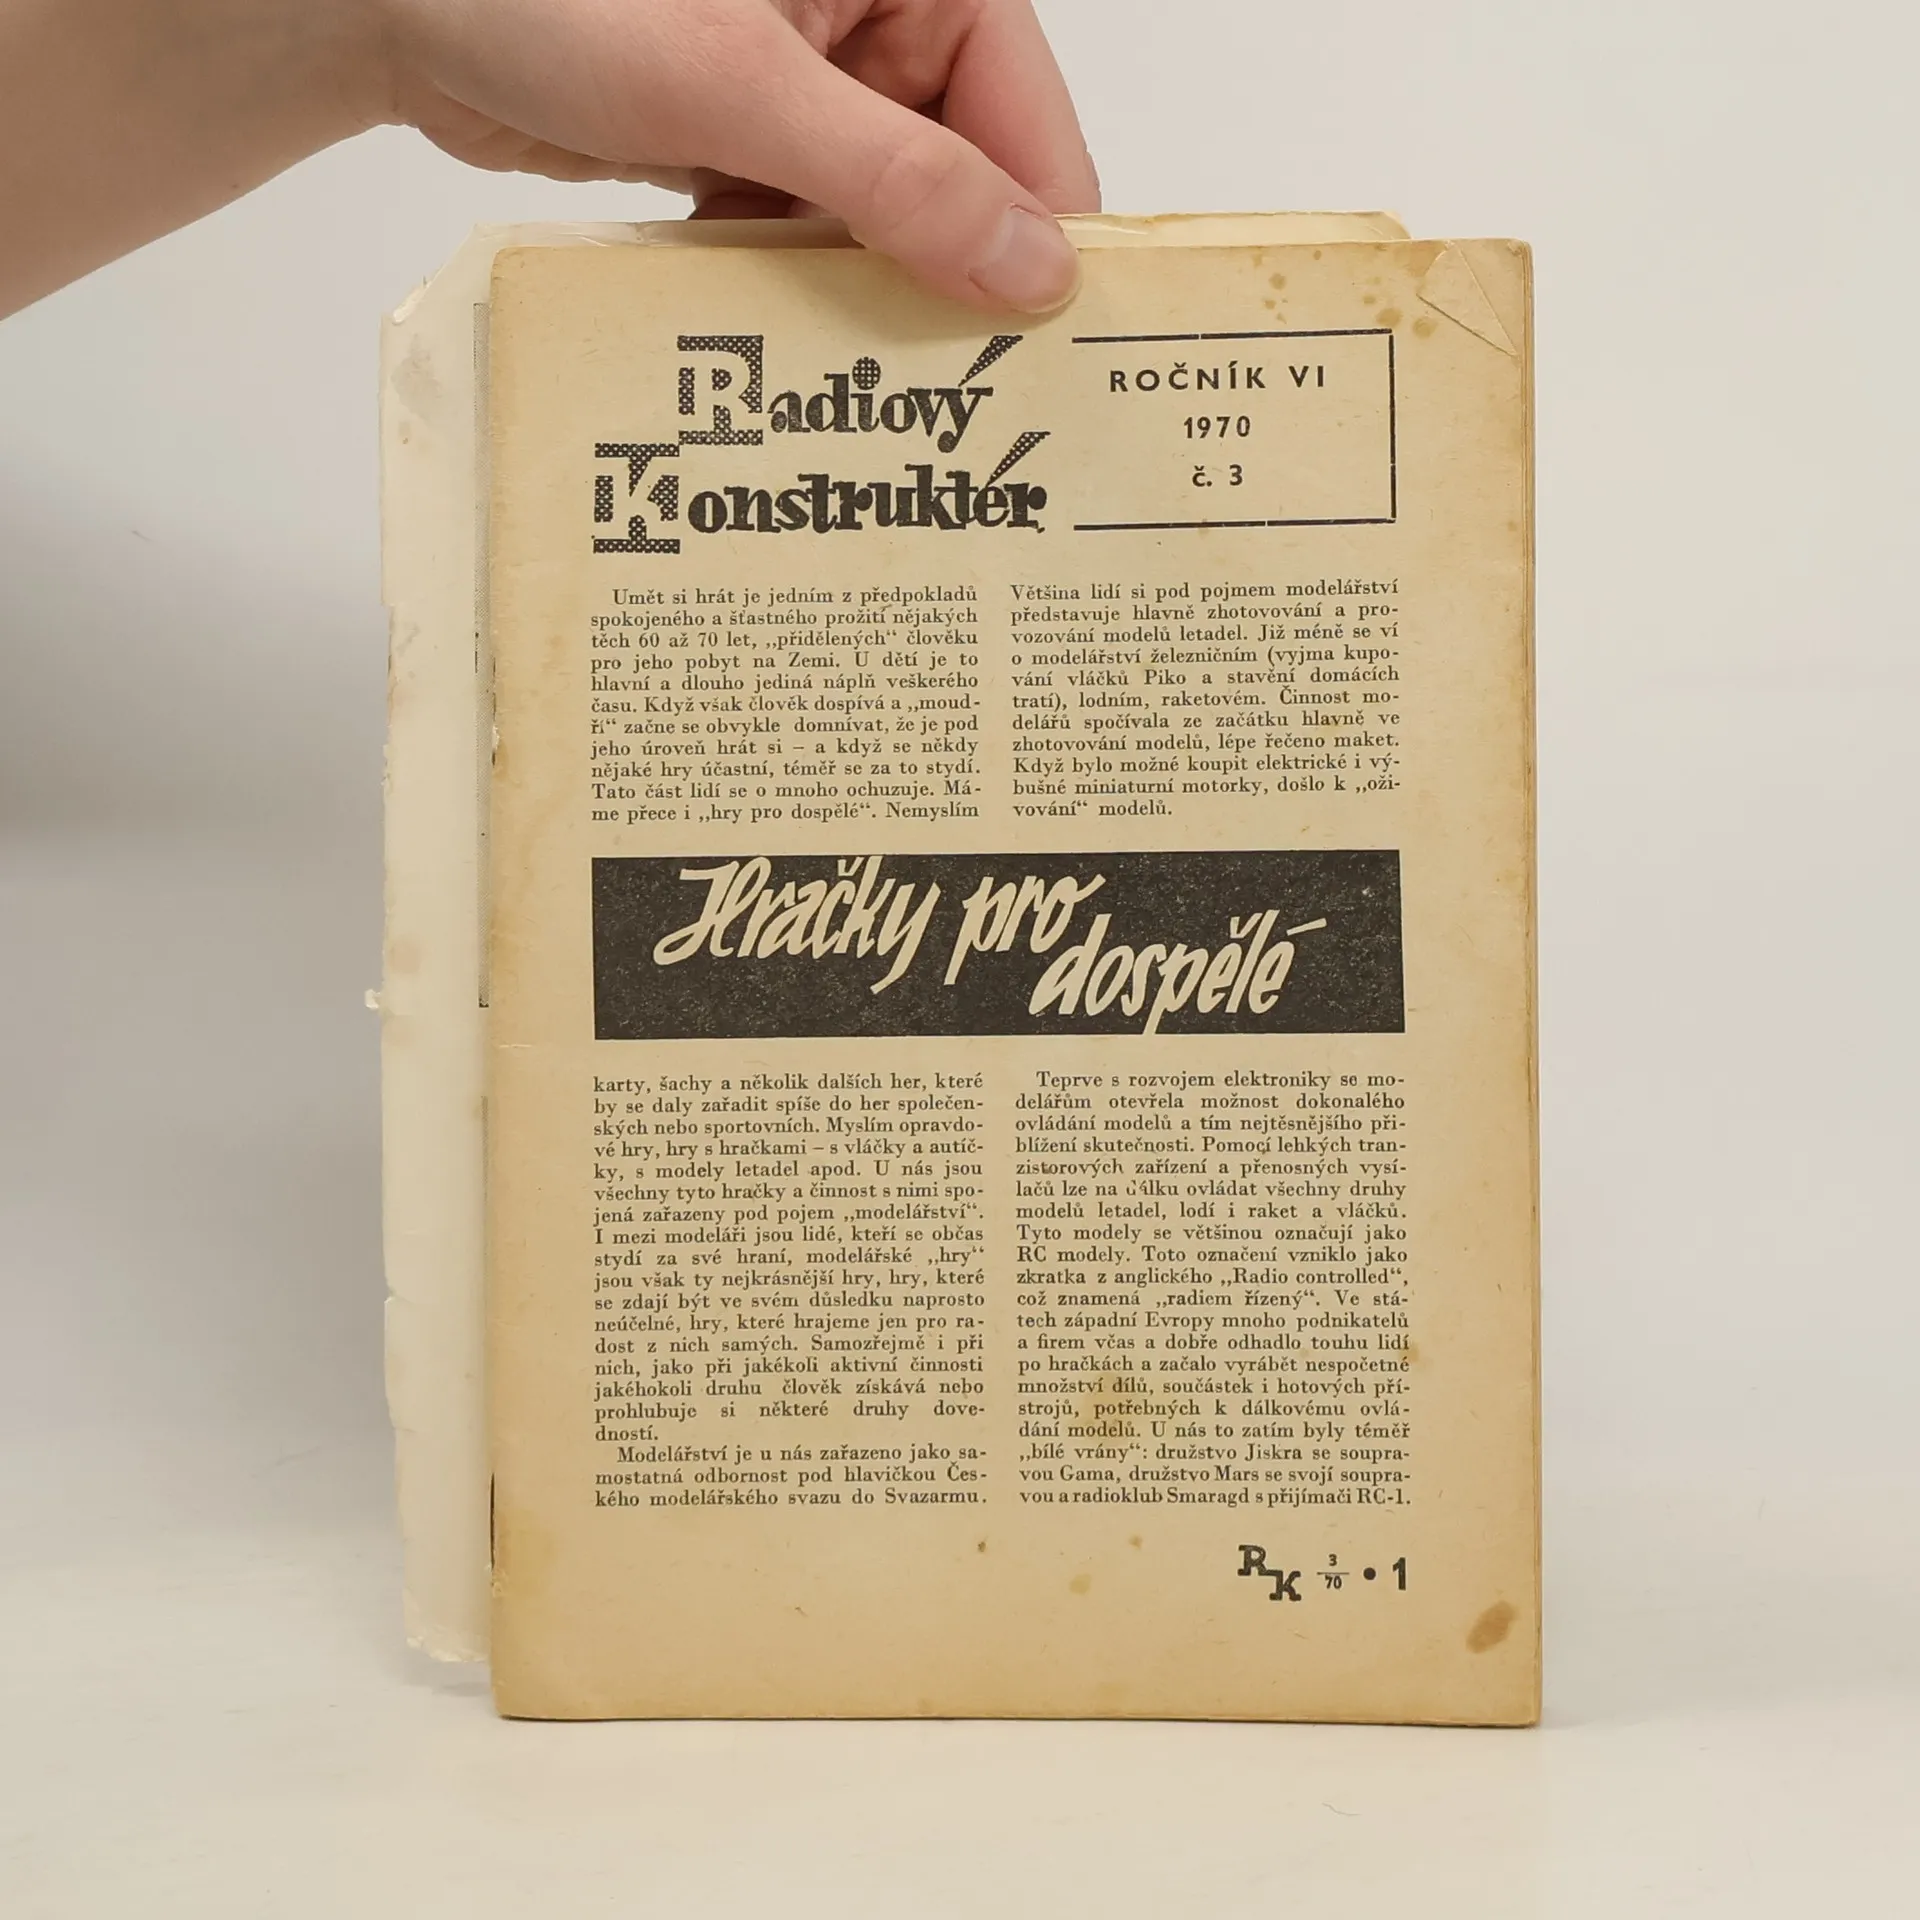 Radiový
Konstruktér
ROČNÍK VI
1970
č. 3
Umět si hrát je jedním z předpokladů
spokojeného a šťastného prožití nějakých
těch 60 až 70 let, „přidělených“ člověku
pro jeho pobyt na Zemi. U dětí je to
hlavní a dlouho jediná náplň veškerého
času. Když však člověk dospívá a „moud-
ří“ začne se obvykle domnívat, že je pod
jeho úroveň hrát si – a když se někdy
nějaké hry účastní, téměř se za to stydí.
Tato část lidí se o mnoho ochuzuje. Má-
me přece i „hry pro dospělé“. Nemyslím
Většina lidí si pod pojmem modelářství
představuje hlavně zhotovování a pro-
vozování modelů letadel. Již méně se ví
o modelářství železničním (vyjma kupo-
vání vláčků Piko a stavění domácích
tratí), lodním, raketovém. Činnost mo-
delářů spočívala ze začátku hlavně ve
zhotovování modelů, lépe řečeno maket.
Když bylo možné koupit elektrické i vý-
bušné miniaturní motorky, došlo k „oži-
vování“ modelů.
Hračky pro
dospělé
karty, šachy a několik dalších her, které
by se daly zařadit spíše do her společen-
ských nebo sportovních. Myslím opravdo-
vé hry, hry s hračkami – s vláčky a autíč-
ky, s modely letadel apod. U nás jsou
všechny tyto hračky a činnost s nimi spo-
jená zařazeny pod pojem „modelářství“.
I mezi modeláři jsou lidé, kteří se občas
stydí za své hraní, modelářské „hry“
jsou však ty nejkrásnější hry, hry, které
se zdají být ve svém důsledku naprosto
neúčelné, hry, které hrajeme jen pro ra-
dost z nich samých. Samozřejmě i při
nich, jako při jakékoli aktivní činnosti
jakéhokoli druhu člověk získává nebo
prohlubuje si některé druhy dove-
dností.
Modelářství je u nás zařazeno jako sa-
mostatná odbornost pod hlavičkou Čes-
kého modelářského svazu do Svazarmu.
Teprve s rozvojem elektroniky se mo-
delářům otevřela možnost dokonalého
ovládání modelů a tím nejtěsnějšího při-
blížení skutečnosti. Pomocí lehkých tran-
zistorových zařízení a přenosných vysí-
lačů lze na dálku ovládat všechny druhy
modelů letadel, lodí i raket a vláčků.
Tyto modely se většinou označují jako
RC modely. Toto označení vzniklo jako
zkratka z anglického „Radio controlled“,
což znamená „radiem řízený“. Ve stá-
tech západní Evropy mnoho podnikatelů
a firem včas a dobře odhadlo touhu lidí
po hračkách a začalo vyrábět nespočetné
množství dílů, součástek i hotových pří-
strojů, potřebných k dálkovému ovlá-
dání modelů. U nás to zatím byly téměř
„bílé vrány“: družstvo Jiskra se soupra-
vou Gama, družstvo Mars se svojí soupra-
vou a radioklub Smaragd s přijímači RC-1.
RK 3/70 • 1